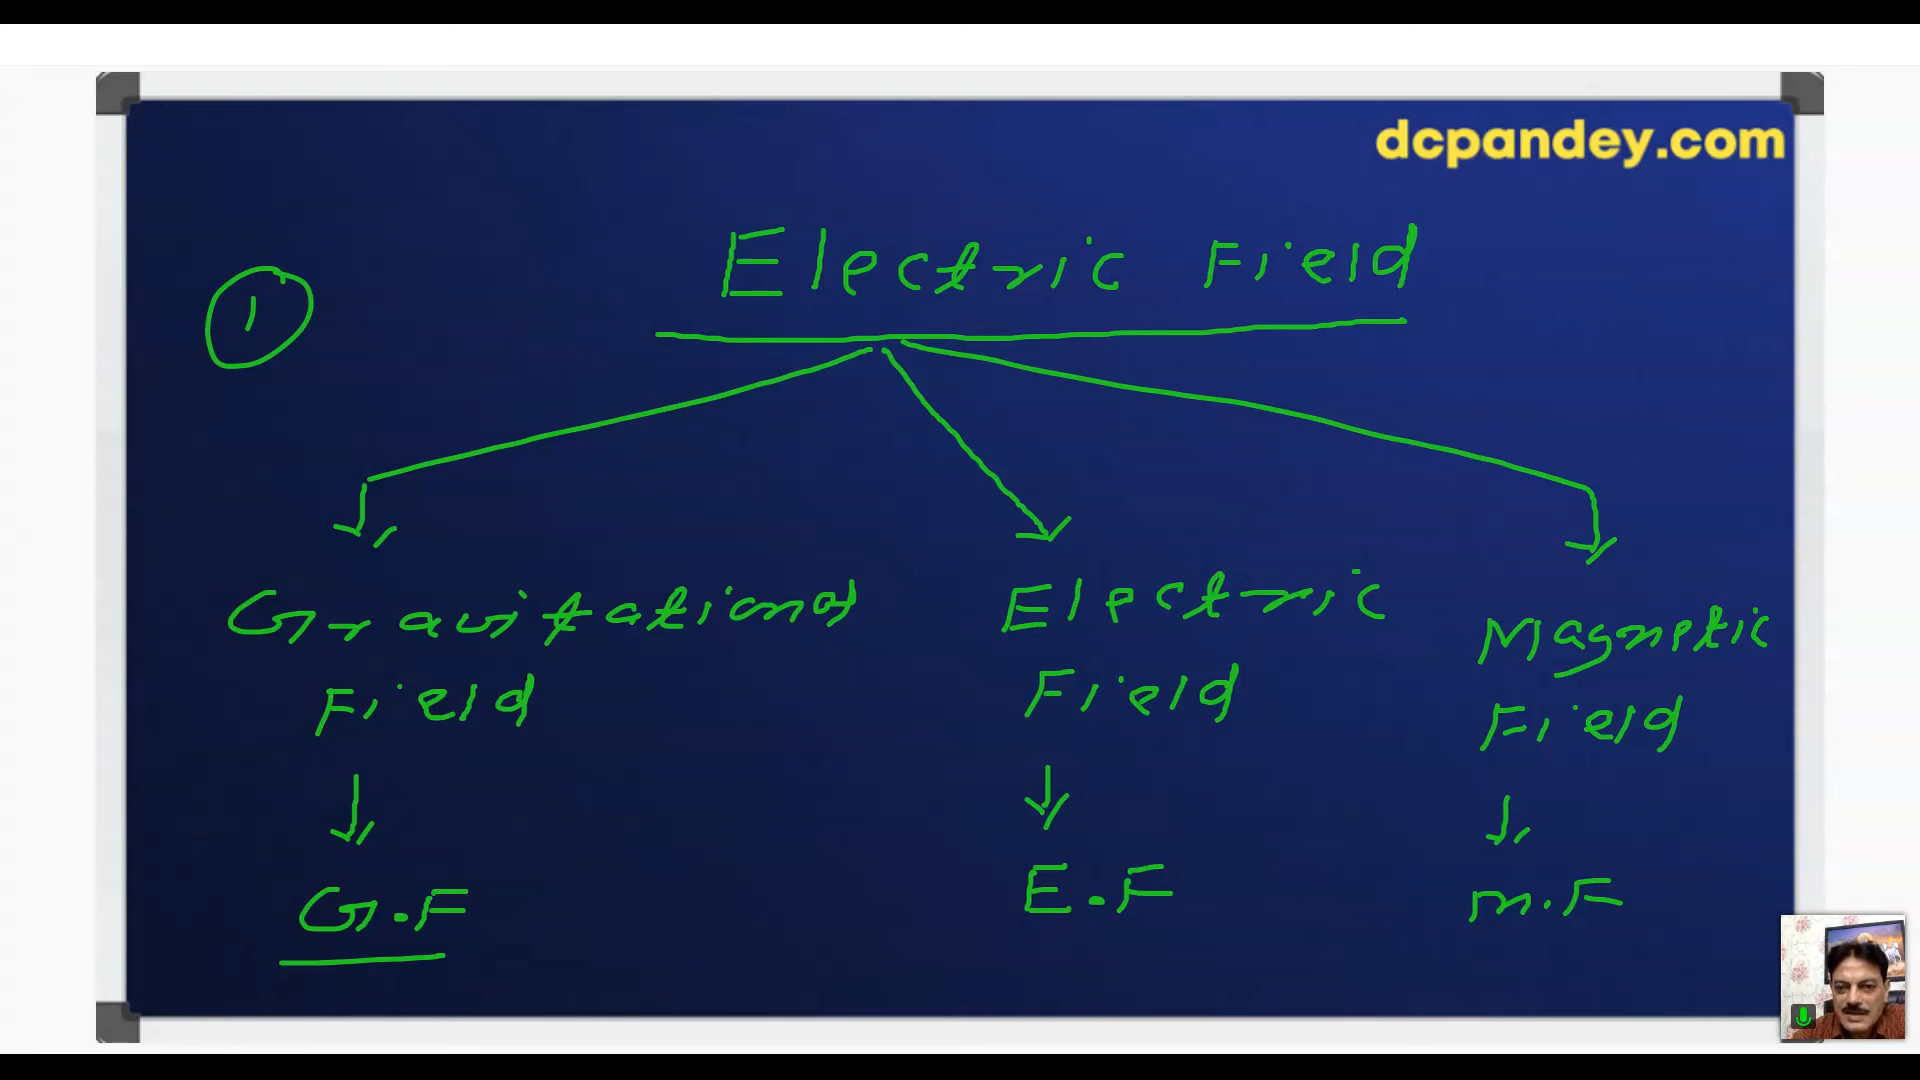 dcpandey.com
Electric Field
1
Gravitational
Field
G.F
Electric
Field
E.F
Magnetic
Field
m.F